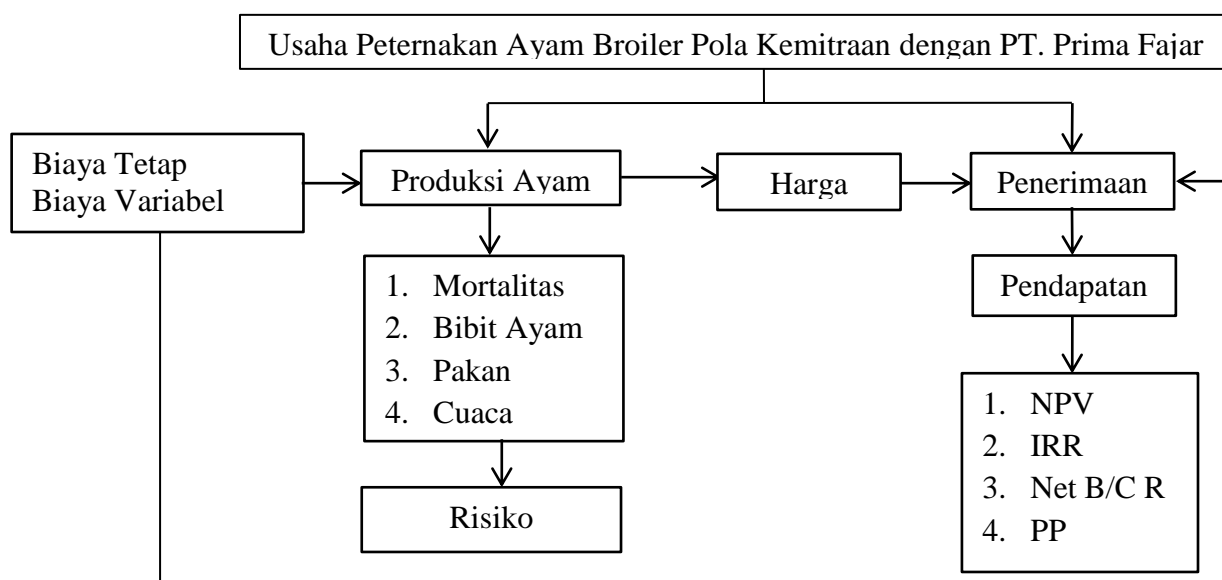 Usaha Peternakan Ayam Broiler Pola Kemitraan dengan PT. Prima Fajar
Biaya Tetap
Biaya Variabel
Produksi Ayam
Harga
Penerimaan
1. Mortalitas
2. Bibit Ayam
3. Pakan
4. Cuaca
Pendapatan
Risiko
1. NPV
2. IRR
3. Net B/C R
4. PP